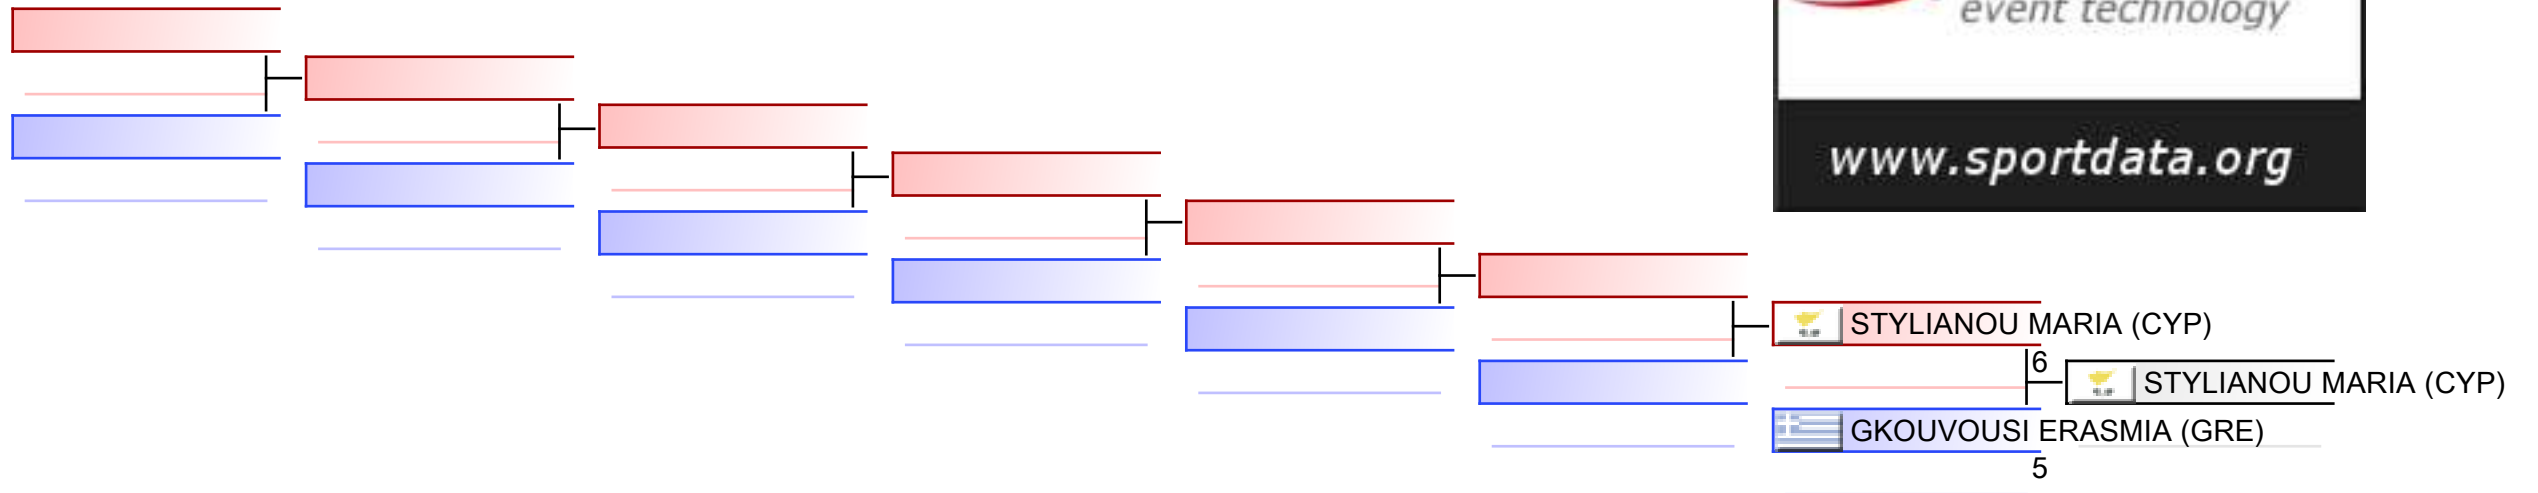 event technology
www.sportdata.org
STYLIANOU MARIA (CYP)
6
STYLIANOU MARIA (CYP)
GKOUVOUSI ERASMIA (GRE)
5